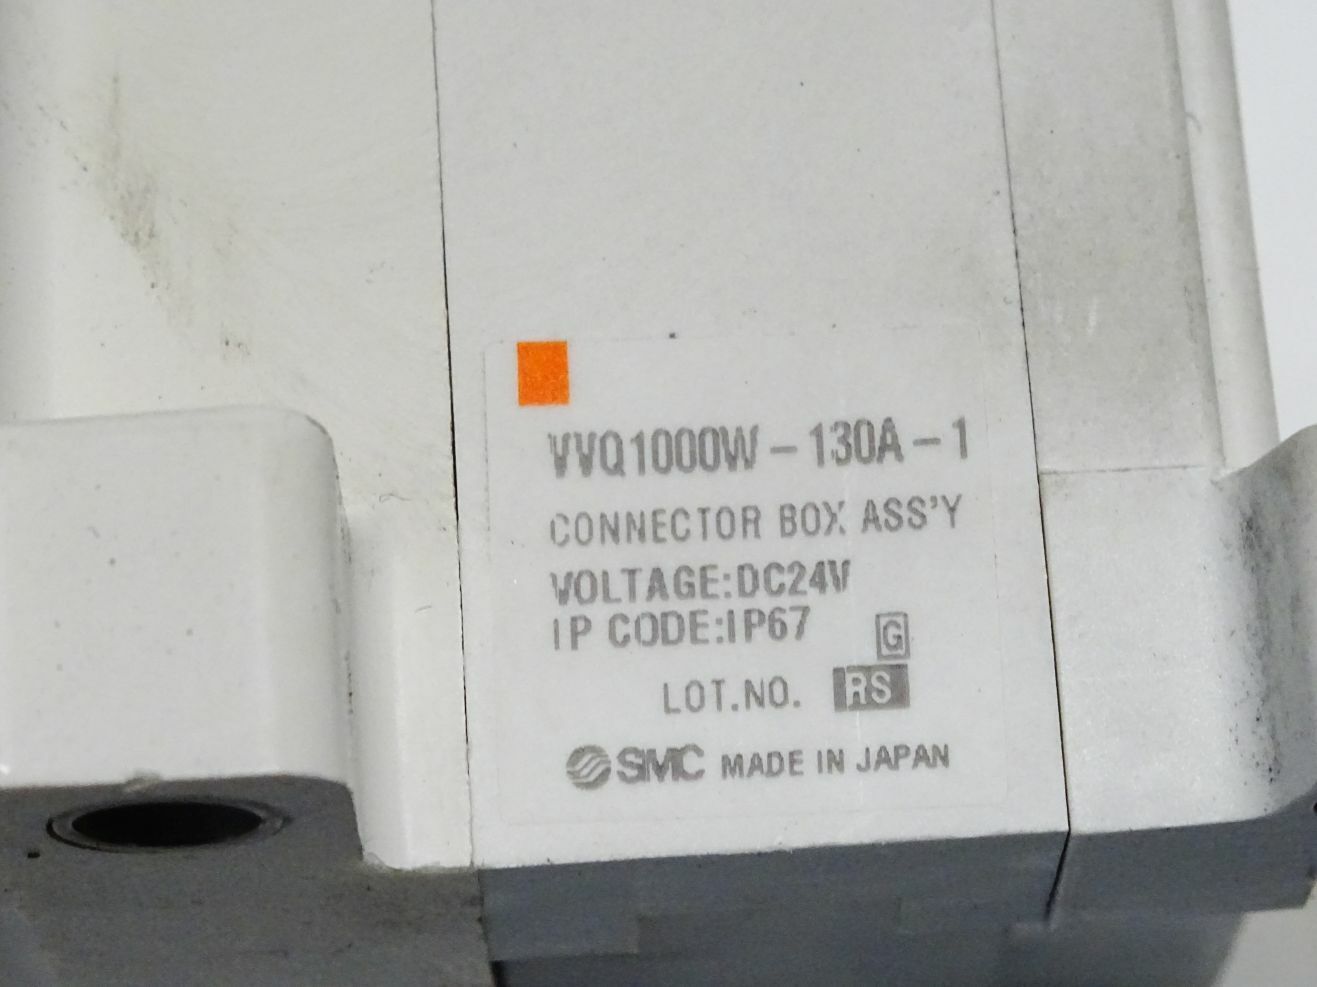 VVQ1000W-130A-1
CONNECTOR BOX ASS'Y
VOLTAGE:DC24V
IP CODE:IP67
G
LOT.NO. RS
SMC MADE IN JAPAN